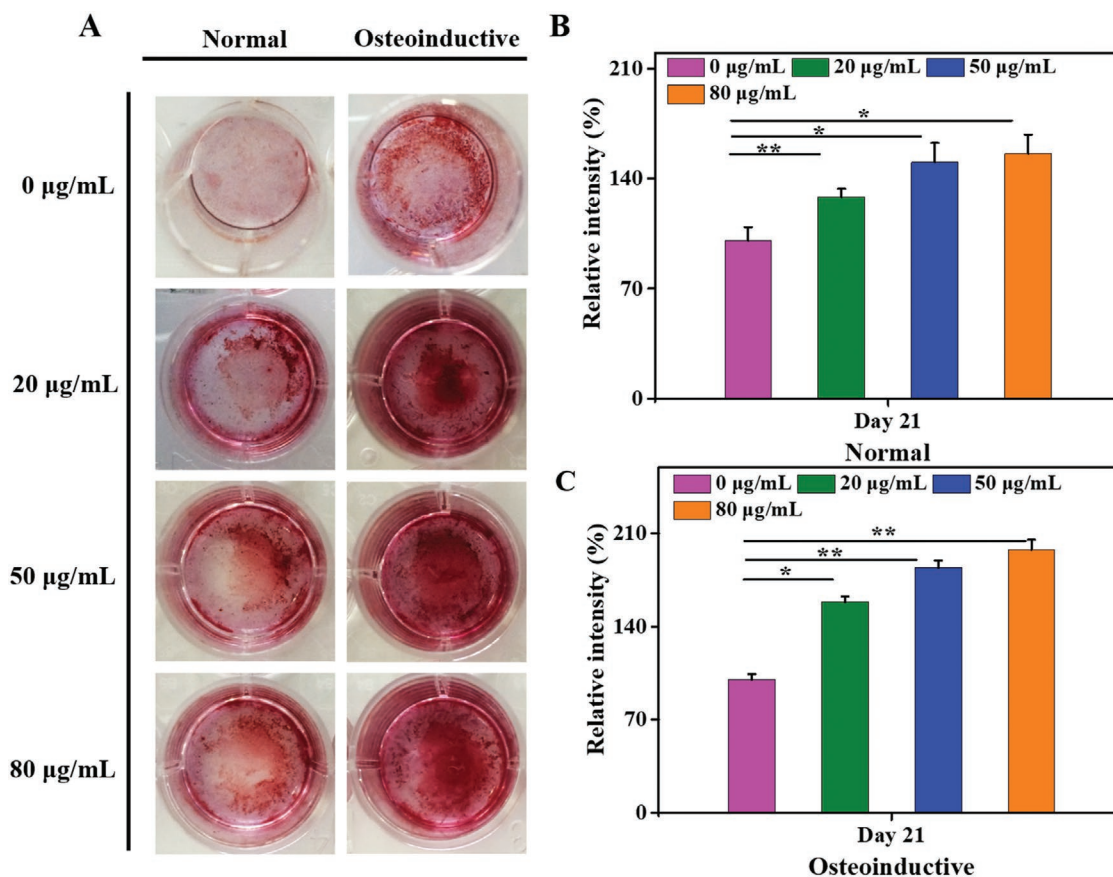 A
Normal
Osteoinductive
0 μg/mL
20 μg/mL
50 μg/mL
80 μg/mL
B
Relative intensity (%)
210
140
70
0
0 μg/mL
20 μg/mL
50 μg/mL
80 μg/mL
*
*
**
Day 21
Normal
C
Relative intensity (%)
210
140
70
0
0 μg/mL
20 μg/mL
50 μg/mL
80 μg/mL
**
**
*
Day 21
Osteoinductive